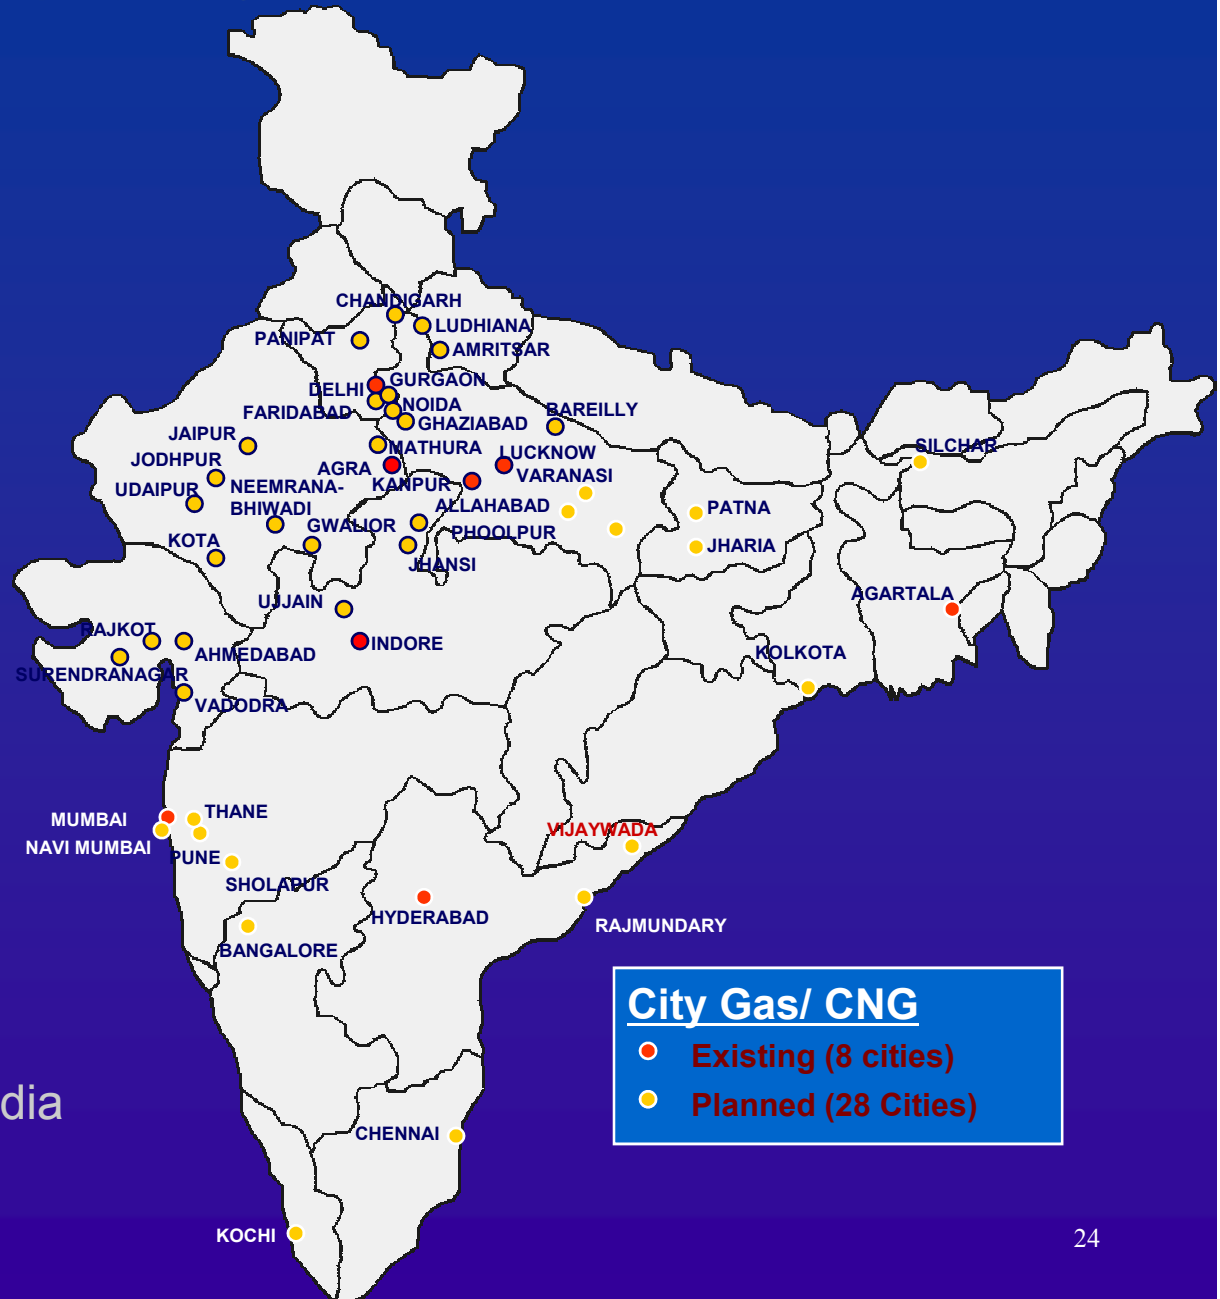 CHANDIGARH
LUDHIANA
PANIPAT
AMRITSAR
GURGAON
DELHI
NOIDA
FARIDABAD
GHAZIABAD
BAREILLY
JAIPUR
MATHURA
LUCKNOW
SILCHAR
JODHPUR
AGRA
KANPUR
VARANASI
UDAIPUR
NEEMRANA-
BHIWADI
ALLAHABAD
PATNA
GWALIOR
PHOOLPUR
KOTA
JHANSI
JHARIA
UJJAIN
AGARTALA
RAJKOT
INDORE
AHMEDABAD
KOLKOTA
SURENDRANAGAR
VADODRA
MUMBAI
THANE
NAVI MUMBAI
VIJAYWADA
PUNE
SHOLAPUR
HYDERABAD
RAJMUNDARY
BANGALORE
City Gas/ CNG
Existing (8 cities)
Planned (28 Cities)
dia
CHENNAI
KOCHI
24